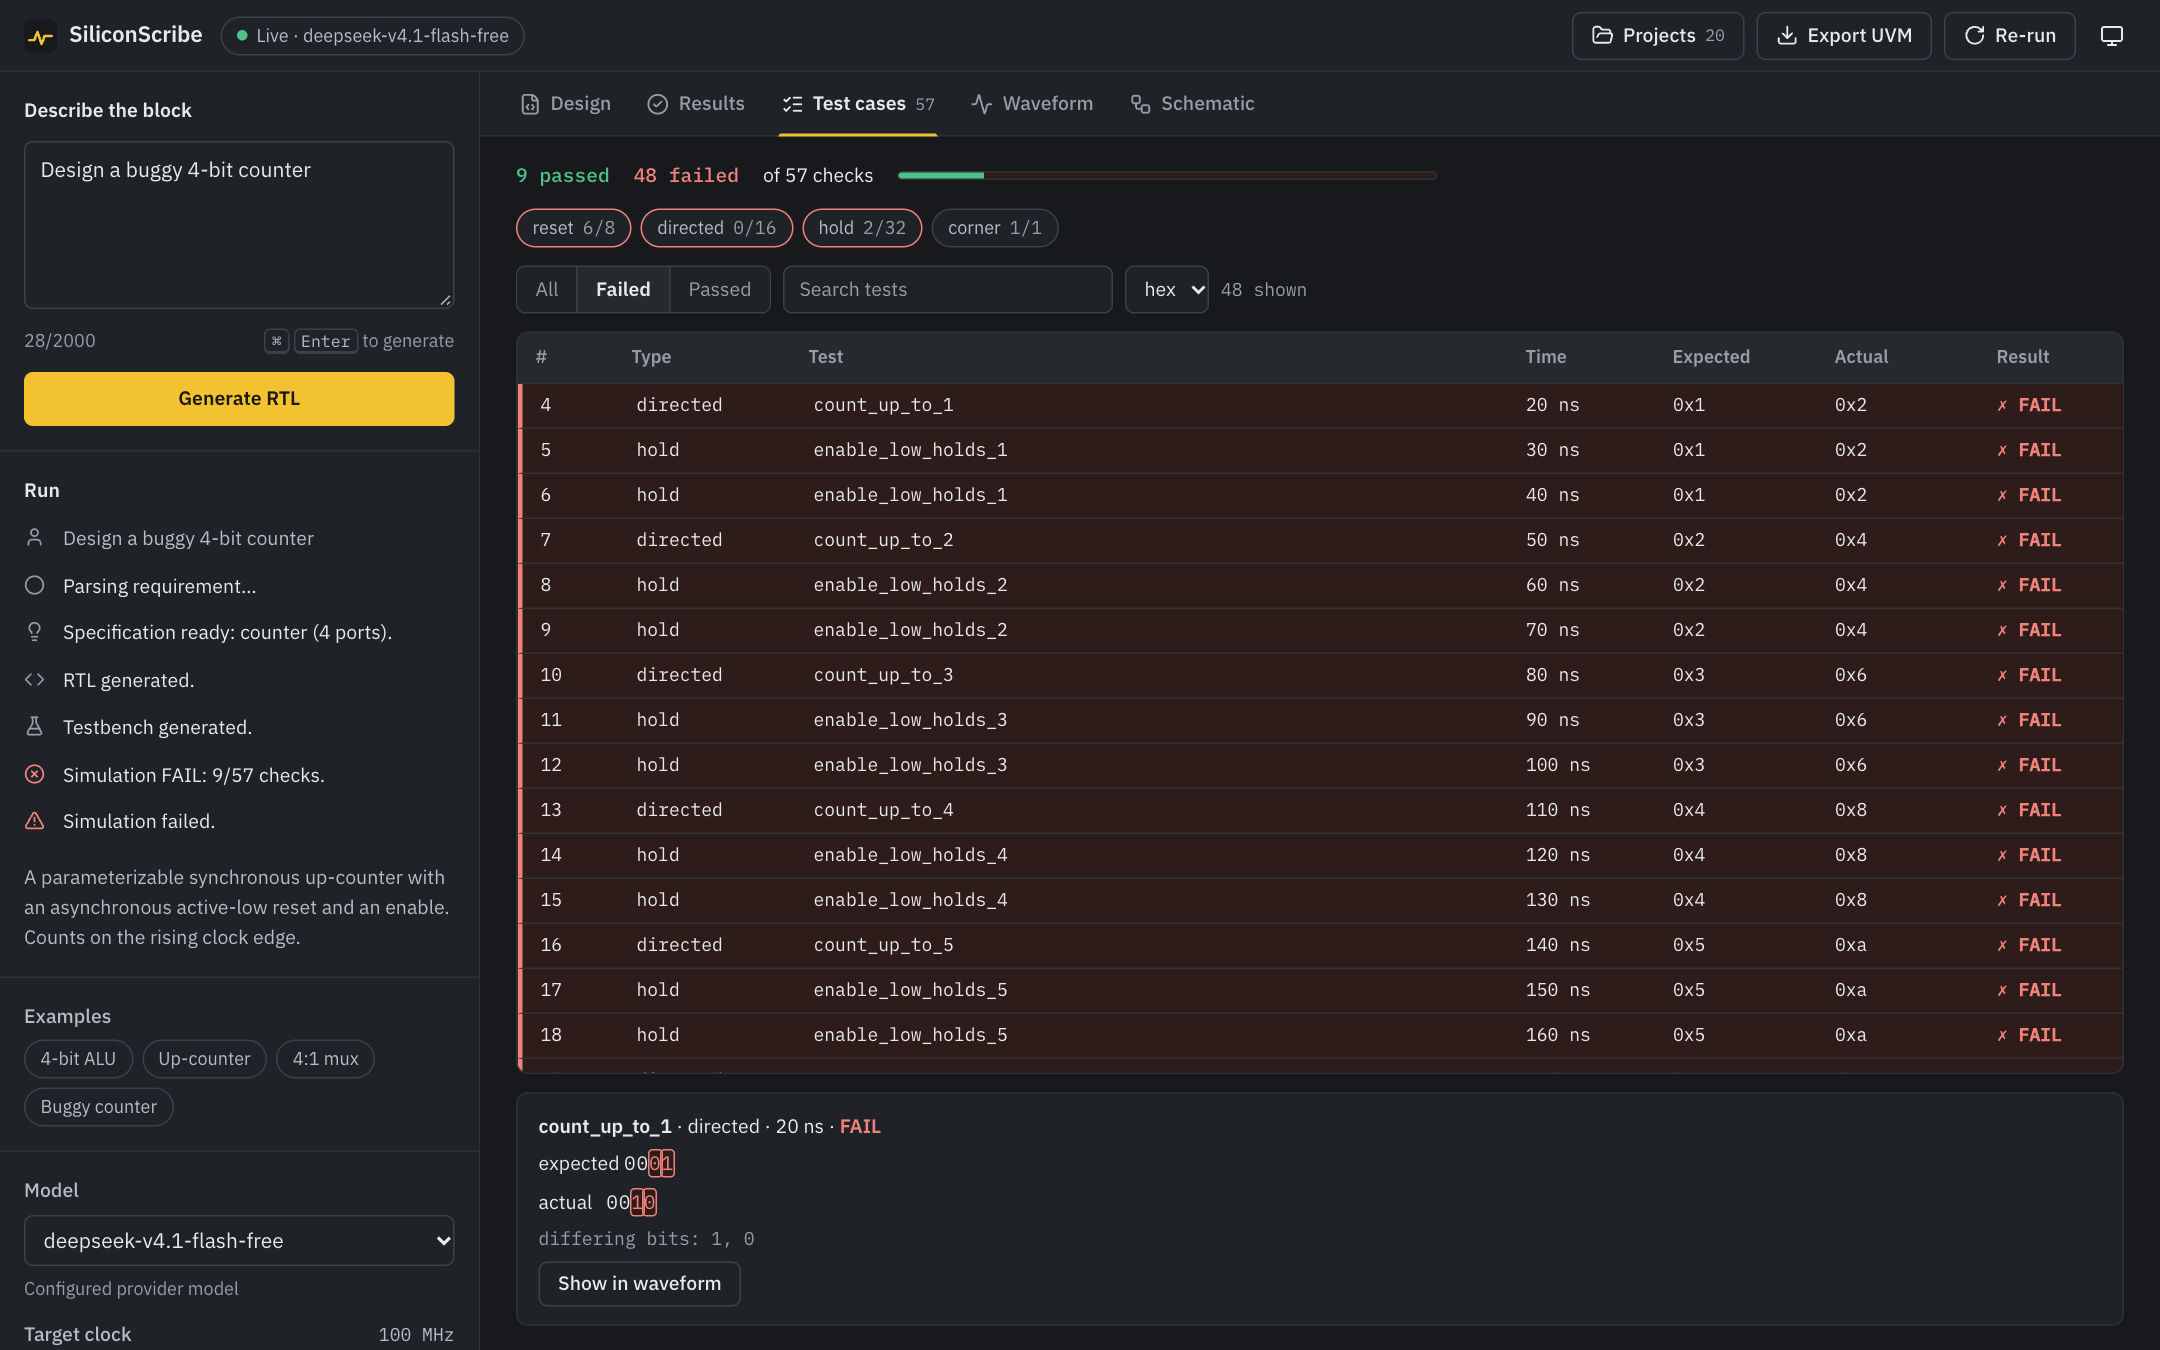 SiliconScribe
Live · deepseek-v4.1-flash-free
Projects 20
Export UVM
Re-run
Describe the block
Design a buggy 4-bit counter
28/2000
⌘ Enter to generate
Generate RTL
Run
Design a buggy 4-bit counter
Parsing requirement...
Specification ready: counter (4 ports).
RTL generated.
Testbench generated.
Simulation FAIL: 9/57 checks.
Simulation failed.
A parameterizable synchronous up-counter with
an asynchronous active-low reset and an enable.
Counts on the rising clock edge.
Examples
4-bit ALU
Up-counter
4:1 mux
Buggy counter
Model
deepseek-v4.1-flash-free
Configured provider model
Target clock 100 MHz
Design
Results
Test cases 57
Waveform
Schematic
9 passed 48 failed of 57 checks
reset 6/8
directed 0/16
hold 2/32
corner 1/1
All
Failed
Passed
Search tests
hex
48 shown
# Type Test Time Expected Actual Result
4 directed count_up_to_1 20 ns 0x1 0x2 ✗ FAIL
5 hold enable_low_holds_1 30 ns 0x1 0x2 ✗ FAIL
6 hold enable_low_holds_1 40 ns 0x1 0x2 ✗ FAIL
7 directed count_up_to_2 50 ns 0x2 0x4 ✗ FAIL
8 hold enable_low_holds_2 60 ns 0x2 0x4 ✗ FAIL
9 hold enable_low_holds_2 70 ns 0x2 0x4 ✗ FAIL
10 directed count_up_to_3 80 ns 0x3 0x6 ✗ FAIL
11 hold enable_low_holds_3 90 ns 0x3 0x6 ✗ FAIL
12 hold enable_low_holds_3 100 ns 0x3 0x6 ✗ FAIL
13 directed count_up_to_4 110 ns 0x4 0x8 ✗ FAIL
14 hold enable_low_holds_4 120 ns 0x4 0x8 ✗ FAIL
15 hold enable_low_holds_4 130 ns 0x4 0x8 ✗ FAIL
16 directed count_up_to_5 140 ns 0x5 0xa ✗ FAIL
17 hold enable_low_holds_5 150 ns 0x5 0xa ✗ FAIL
18 hold enable_low_holds_5 160 ns 0x5 0xa ✗ FAIL
count_up_to_1 · directed · 20 ns · FAIL
expected 0001
actual 0010
differing bits: 1, 0
Show in waveform